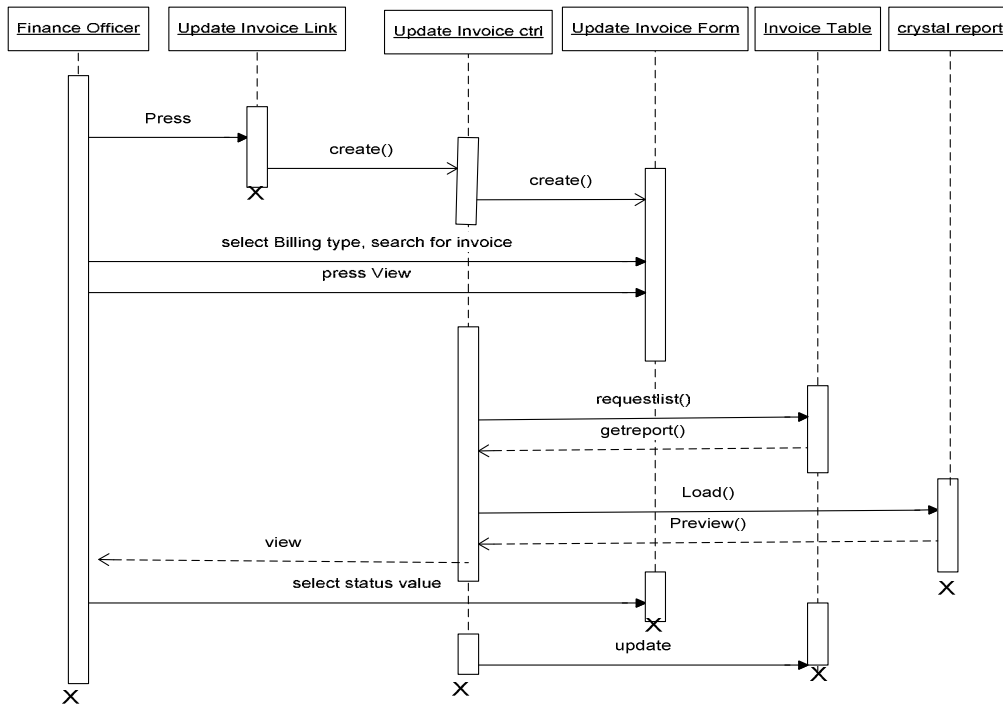 Finance Officer
Update Invoice Link
Update Invoice ctrl
Update Invoice Form
Invoice Table
crystal report
Press
create()
create()
select Billing type, search for invoice
press View
requestlist()
getreport()
Load()
Preview()
view
select status value
update